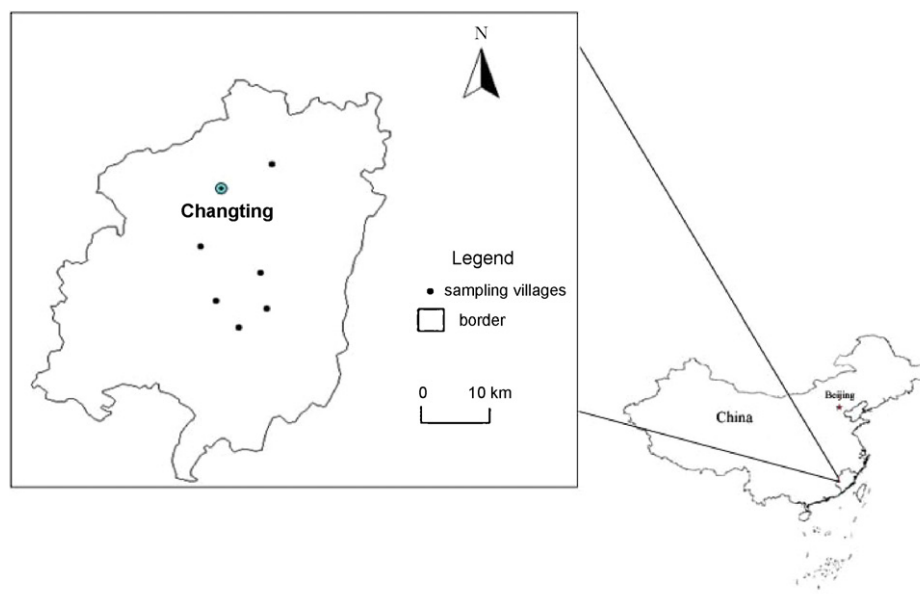 N
Changting
Legend
sampling villages
border
0 10 km
Beijing
China